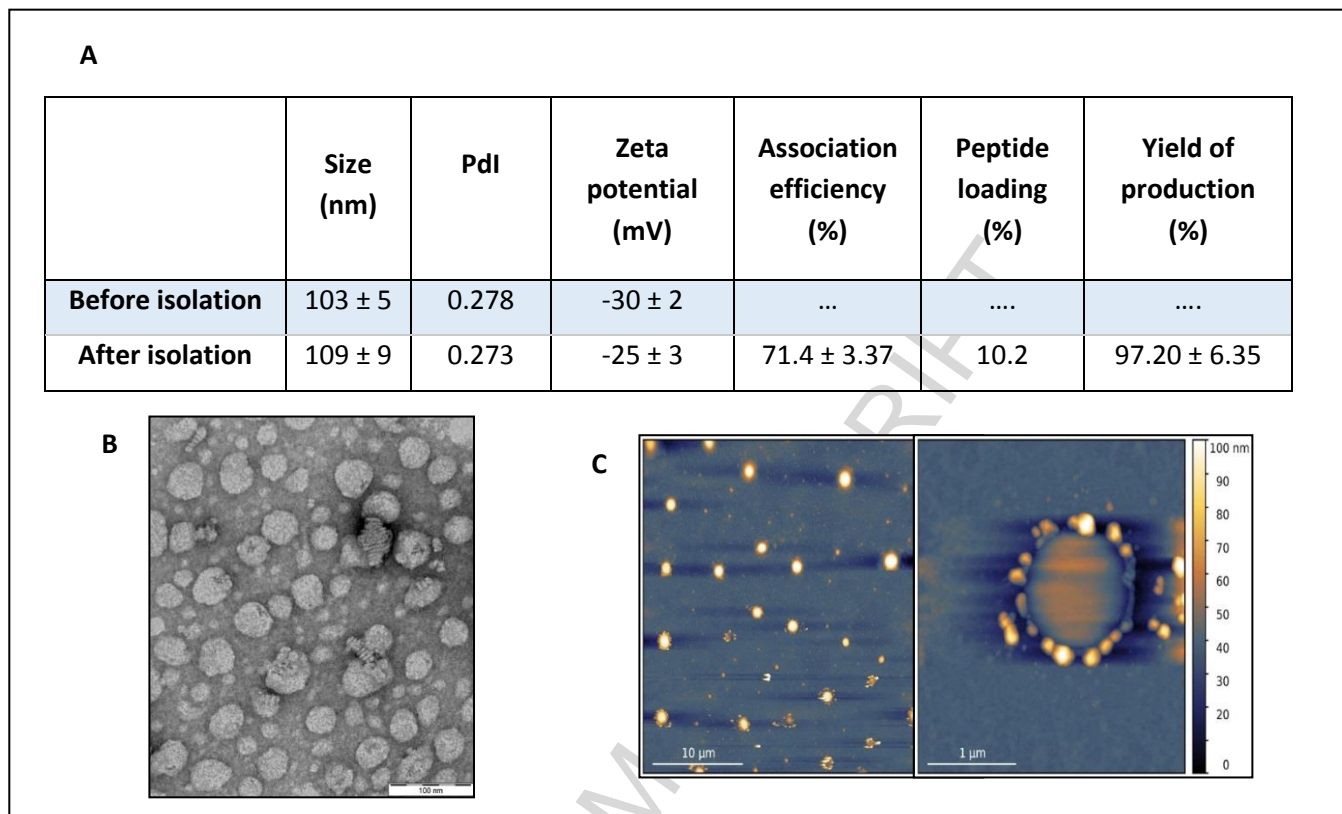 A
Size (nm) PdI Zeta potential (mV) Association efficiency (%) Peptide loading (%) Yield of production (%)
Before isolation 103 ± 5 0.278 -30 ± 2 ... .... ....
After isolation 109 ± 9 0.273 -25 ± 3 71.4 ± 3.37 10.2 97.20 ± 6.35
B
100 nm
C
10 µm
1 µm
100 nm
90
80
70
60
50
40
30
20
10
0